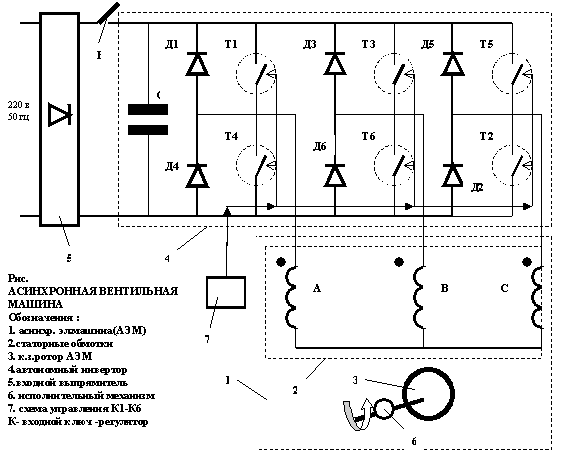 Д1
Т1
Д3
Т3
Д5
Т5
220 в
50 гц
Т4
Т6
Т2
Д6
Д4
Д2
5
4
Рис.
АСИНХРОННАЯ ВЕНТИЛЬНАЯ
МАШИНА
Обозначения :
1. асинхр. эл.машина(АЭМ)
2.статорные обмотки
3. к.з.ротор АЭМ
4.автономный инвертор
5.входной выпрямитель
6. исполнительный механизм
7. схема управления К1-К6
К- входной ключ -регулятор
А
В
С
7
1
2
3
6